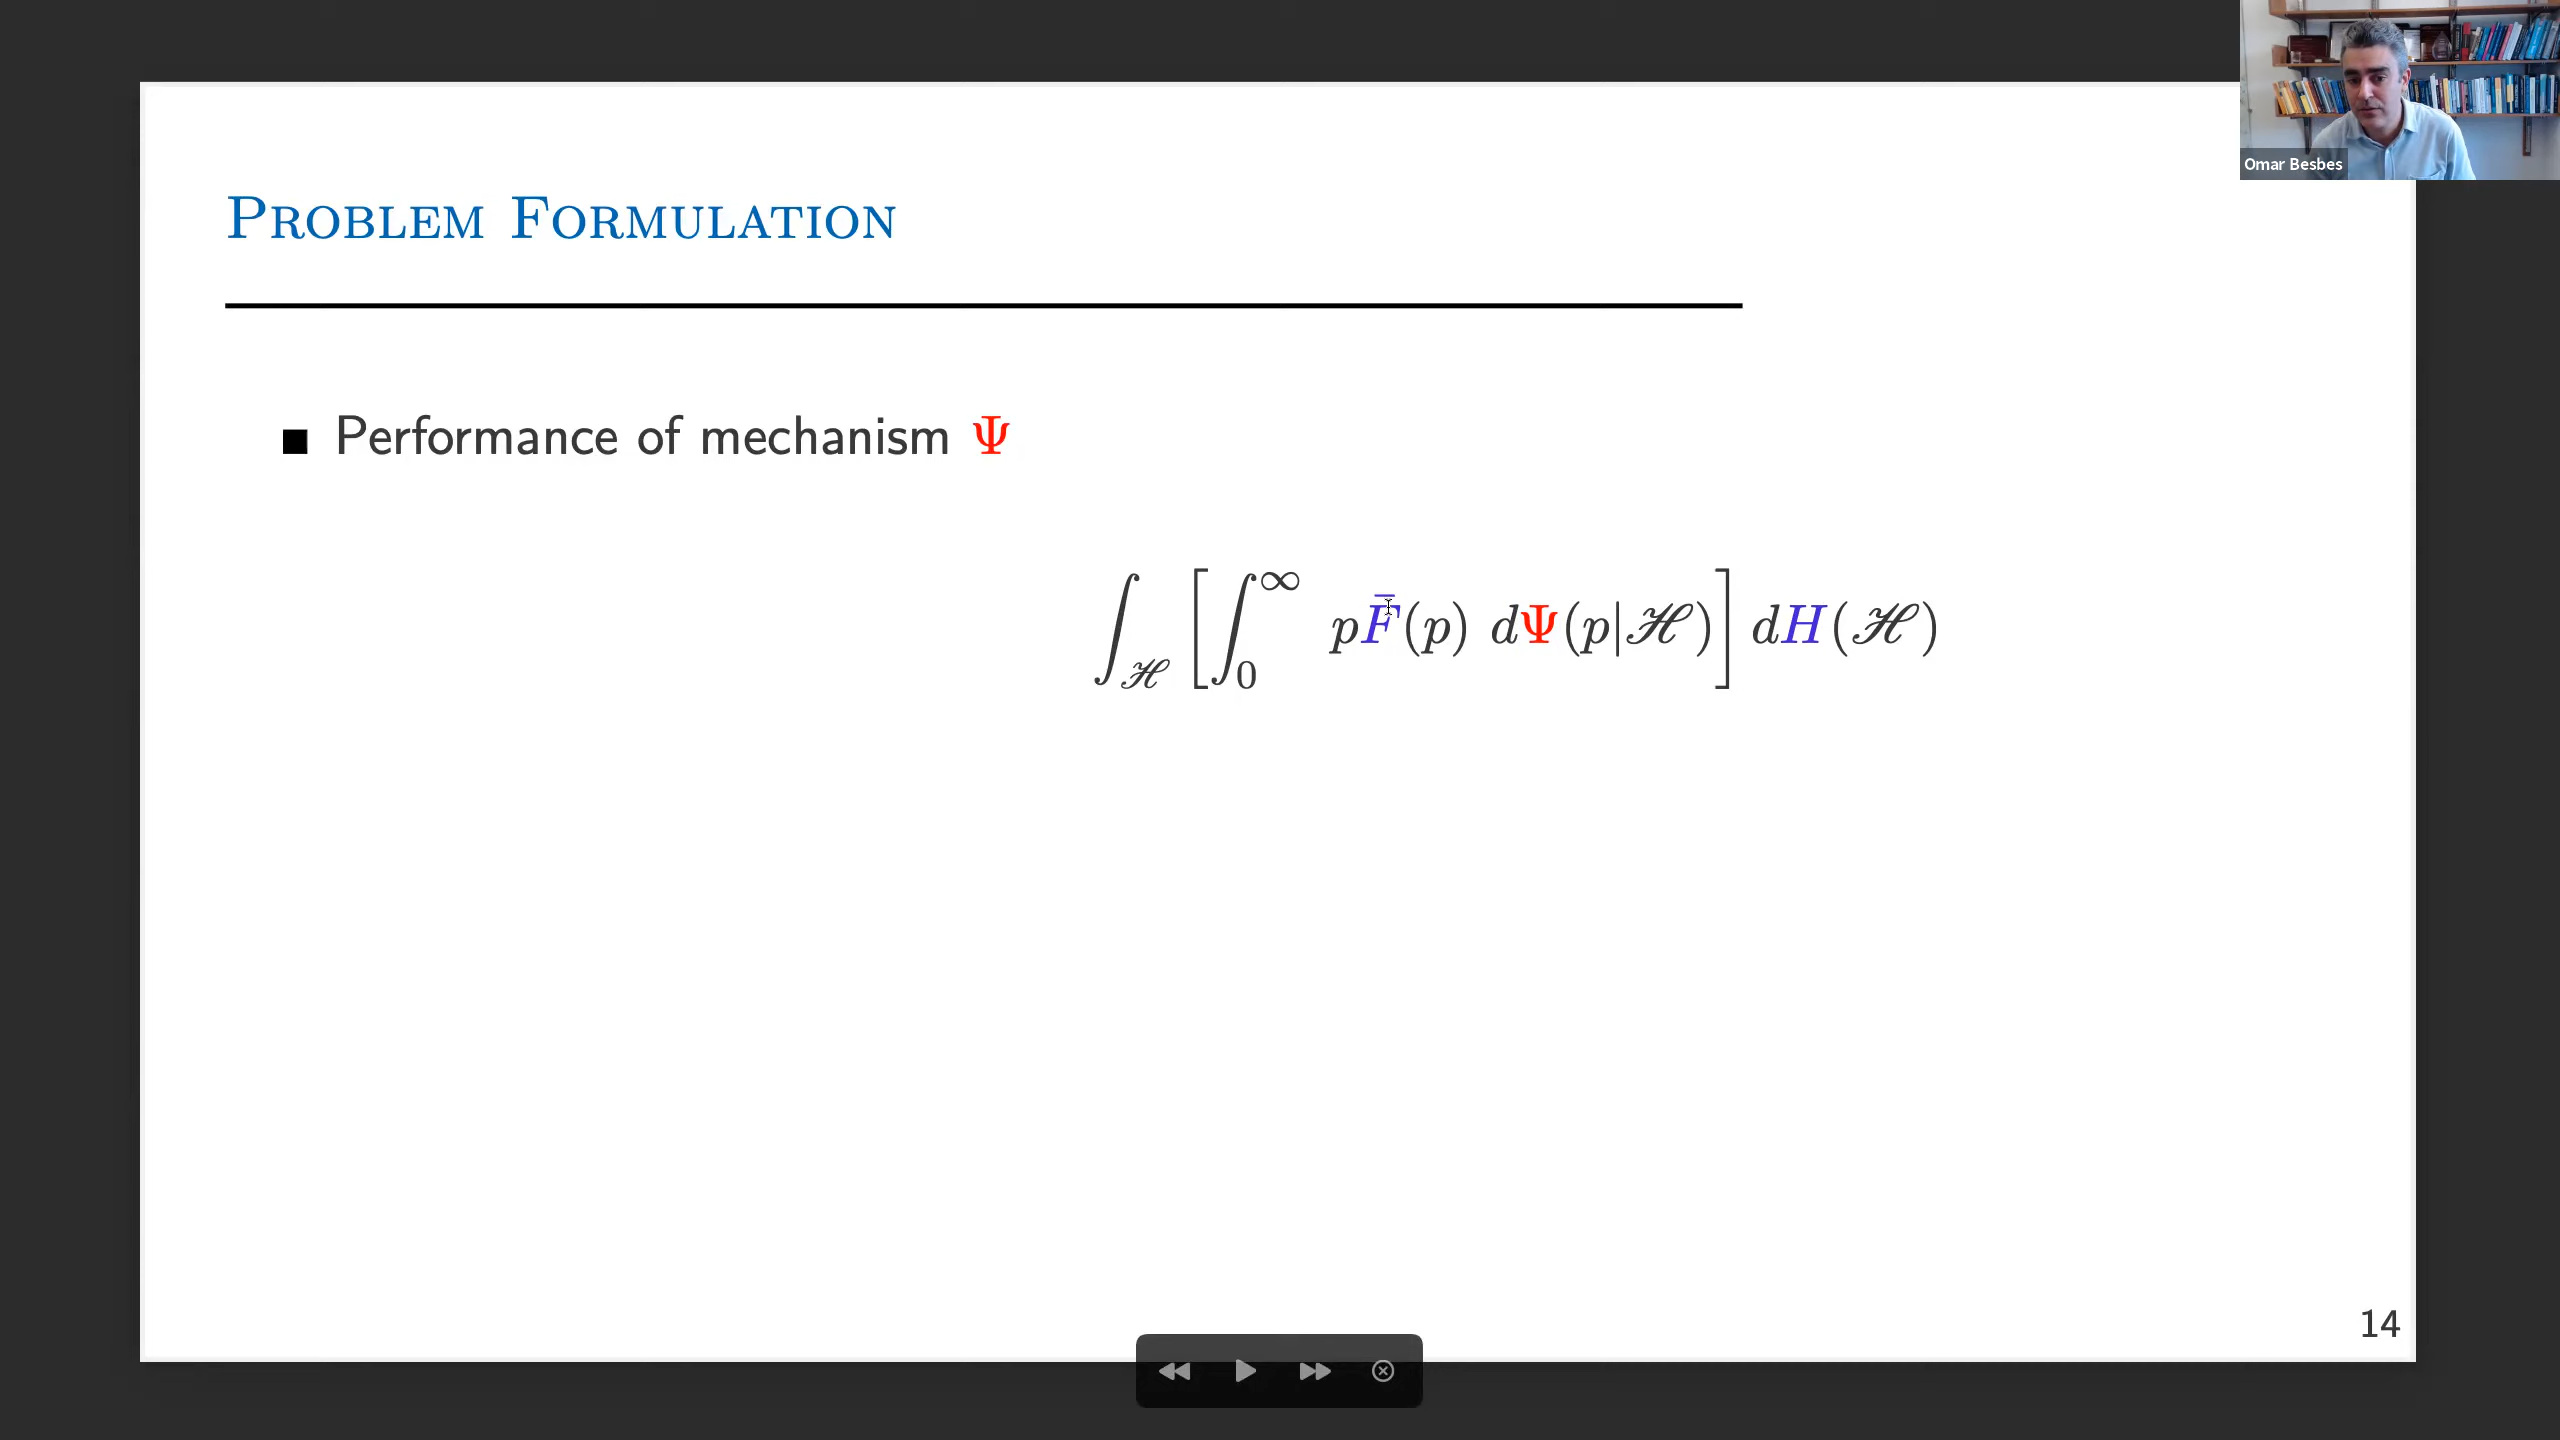 Omar Besbes
Problem Formulation
■ Performance of mechanism Ψ
∫_ℋ [∫_0^∞ pF̄(p) dΨ(p|ℋ)] dH(ℋ)
14